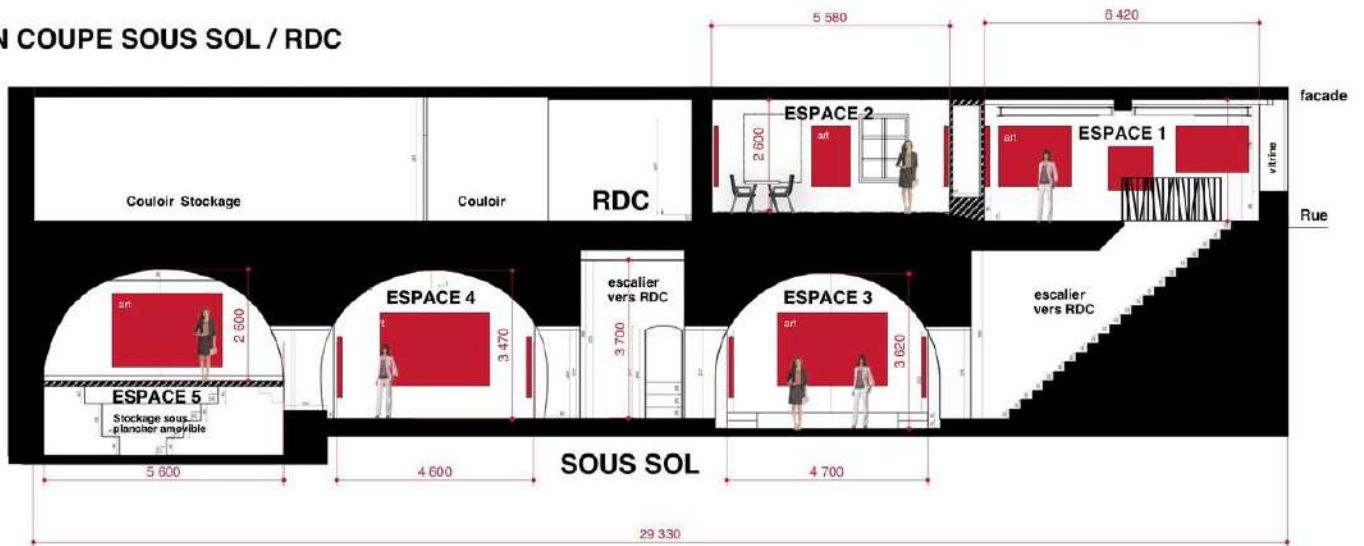 N COUPE SOUS SOL / RDC
5 580
6 420
facade
ESPACE 2
ESPACE 1
art
art
2 600
vitrine
Couloir Stockage
Couloir
RDC
Rue
ESPACE 4
escalier
vers RDC
ESPACE 3
escalier
vers RDC
art
art
2 600
3 470
3 700
3 620
ESPACE 5
Stockage sous
plancher amovible
5 600
4 600
SOUS SOL
4 700
29 330